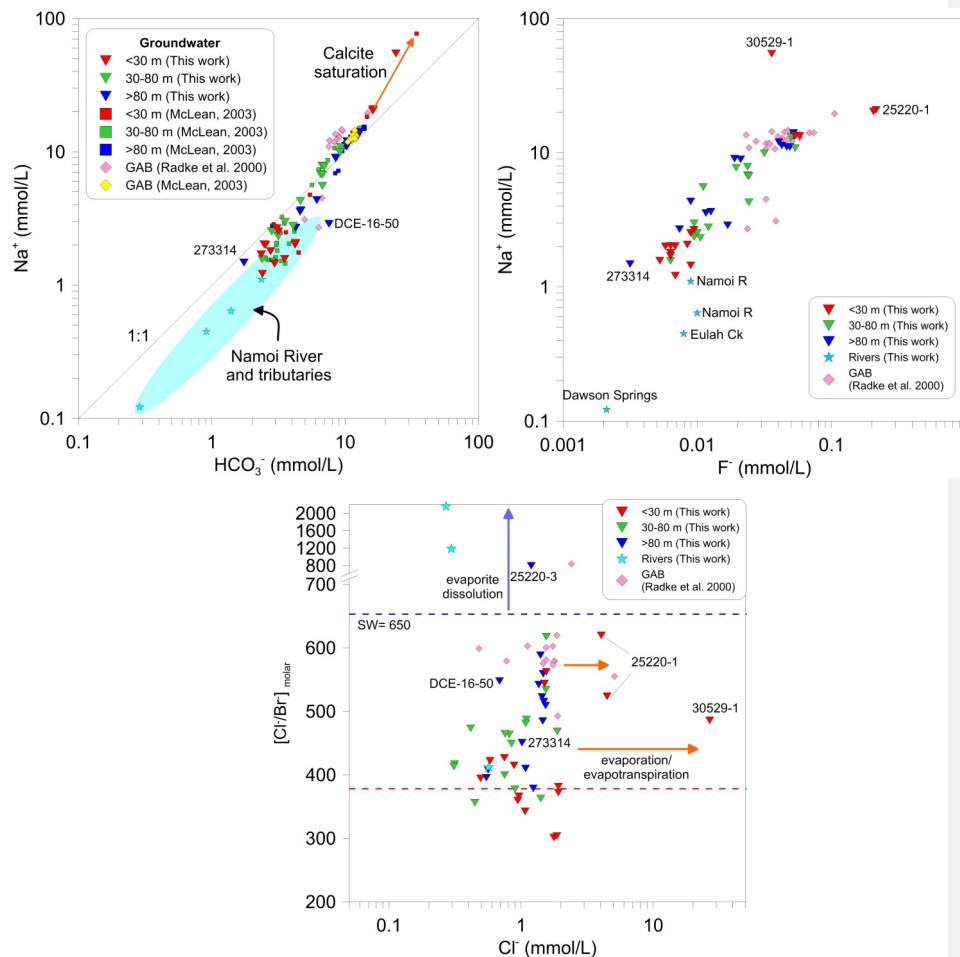 100
10
1
0.1
Na⁺ (mmol/L)
Groundwater
<30 m (This work)
30-80 m (This work)
>80 m (This work)
<30 m (McLean, 2003)
30-80 m (McLean, 2003)
>80 m (McLean, 2003)
GAB (Radke et al. 2000)
GAB (McLean, 2003)
Calcite
saturation
DCE-16-50
273314
1:1
Namoi River
and tributaries
0.1
1
10
100
HCO₃⁻ (mmol/L)
100
10
1
0.1
Na⁺ (mmol/L)
30529-1
25220-1
273314
Namoi R
Namoi R
Eulah Ck
Dawson Springs
<30 m (This work)
30-80 m (This work)
>80 m (This work)
Rivers (This work)
GAB
(Radke et al. 2000)
0.001
0.01
0.1
F⁻ (mmol/L)
2000
1600
1200
800
700
600
500
400
300
200
[Cl⁻/Br⁻] molar
<30 m (This work)
30-80 m (This work)
>80 m (This work)
Rivers (This work)
GAB
(Radke et al. 2000)
evaporite
dissolution
25220-3
SW= 650
25220-1
DCE-16-50
30529-1
273314
evaporation/
evapotranspiration
0.1
1
10
Cl⁻ (mmol/L)